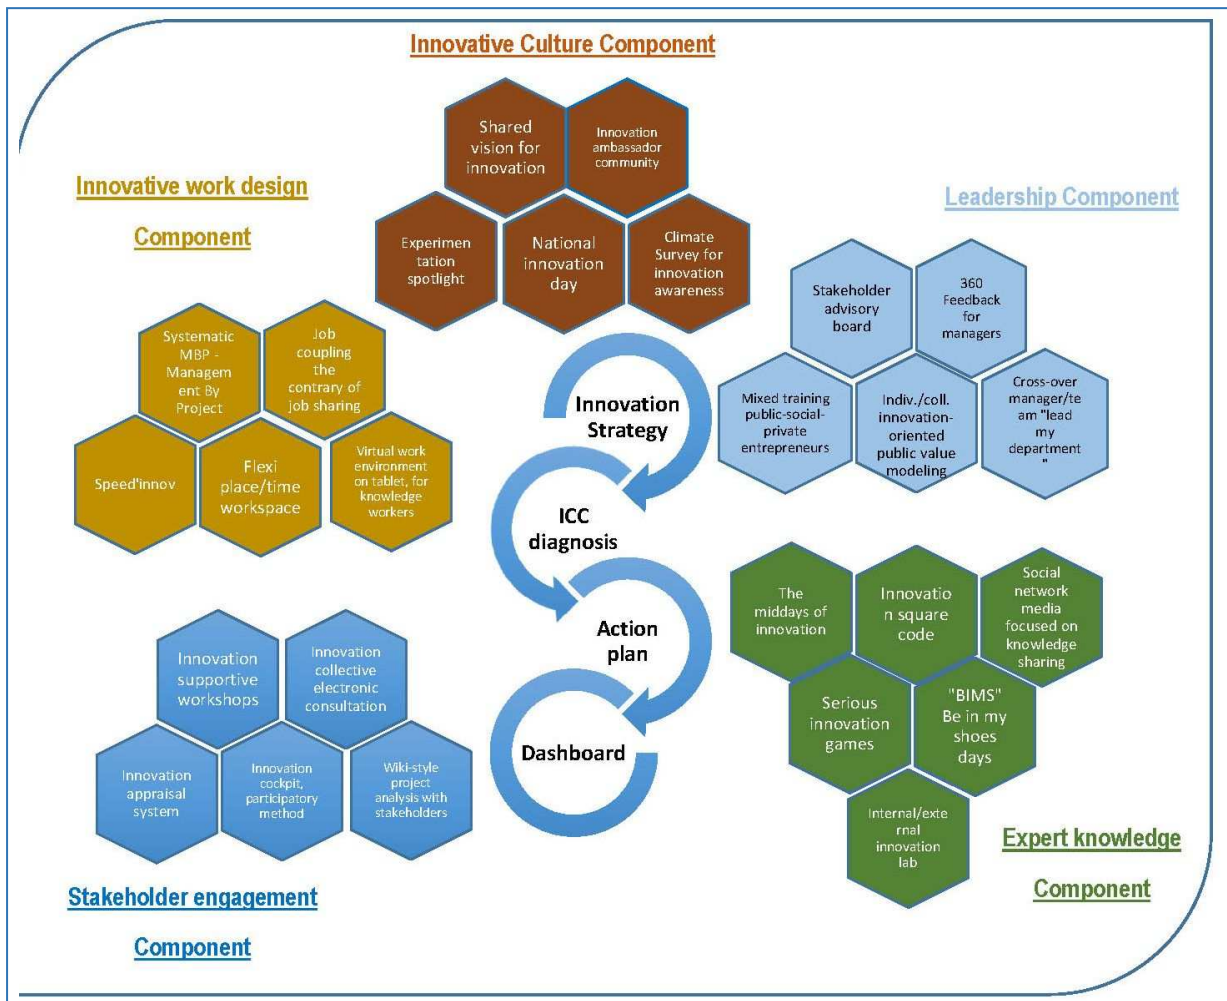 Innovative Culture Component
Shared
vision for
innovation
Innovation
ambassador
community
Experimen
tation
spotlight
National
innovation
day
Climate
Survey for
innovation
awareness
Innovative work design
Component
Systematic
MBP -
Managem
ent By
Project
Job
coupling
the
contrary of
job sharing
Speed'innov
Flexi
place/time
workspace
Virtual work
environment
on tablet, for
knowledge
workers
Leadership Component
Stakeholder
advisory
board
360
Feedback
for
managers
Mixed training
public-social-
private
entrepreneurs
Indiv./coll.
innovation-
oriented
public value
modeling
Cross-over
manager/te
am "lead
my
department
"
Innovation
Strategy
ICC
diagnosis
Action
plan
Dashboard
Innovation
supportive
workshops
Innovation
collective
electronic
consultation
Innovation
appraisal
system
Innovation
cockpit,
participatory
method
Wiki-style
project
analysis with
stakeholders
Stakeholder engagement
Component
The
middays of
innovation
Innovatio
n square
code
Social
network
media
focused on
knowledge
sharing
Serious
innovation
games
"BIMS"
Be in my
shoes
days
Internal/exte
rnal
innovation
lab
Expert knowledge
Component